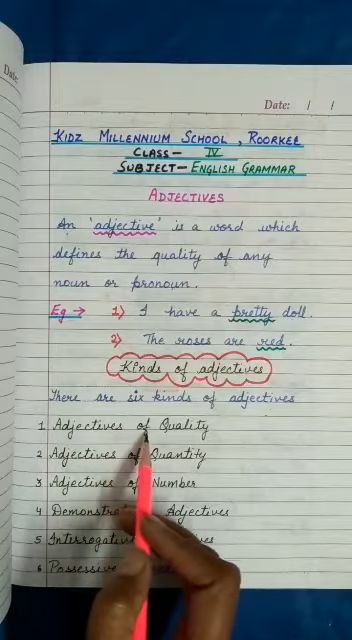 Date:
Date: / /
KIDZ MILLENNIUM SCHOOL, ROORKEE
CLASS- IV
SUBJECT- ENGLISH GRAMMAR
ADJECTIVES
An 'adjective' is a word which
defines the quality of any
noun or pronoun.
Eg → 1) I have a pretty doll.
2) The roses are red.
Kinds of adjectives
There are six kinds of adjectives
1 Adjectives of Quality
2 Adjectives of Quantity
3 Adjectives of Number
4 Adjectives
5
6 Possessive